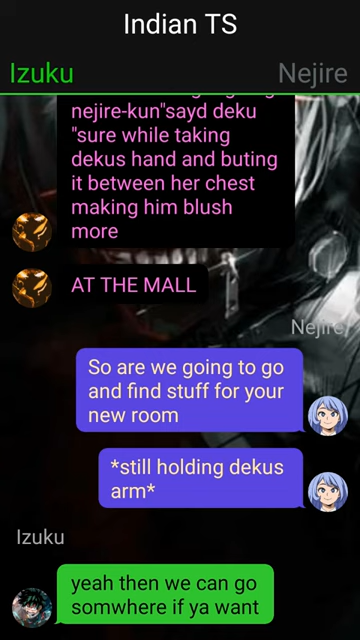 Indian TS
Izuku Nejire
nejire-kun"sayd deku
"sure while taking
dekus hand and buting
it between her chest
making him blush
more
AT THE MALL
Nejire
So are we going to go
and find stuff for your
new room
*still holding dekus
arm*
Izuku
yeah then we can go
somwhere if ya want